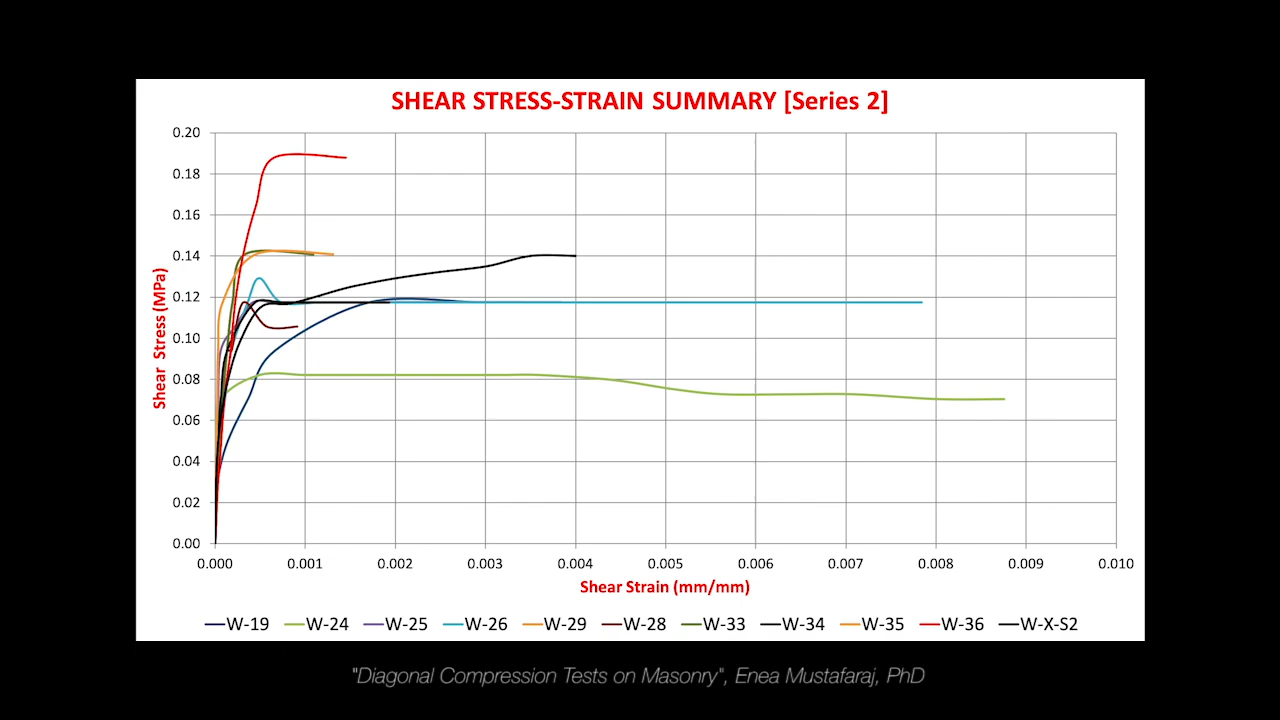 SHEAR STRESS-STRAIN SUMMARY [Series 2]
0.20
0.18
0.16
0.14
0.12
0.10
0.08
0.06
0.04
0.02
0.00
Shear Stress (MPa)
0.000 0.001 0.002 0.003 0.004 0.005 0.006 0.007 0.008 0.009 0.010
Shear Strain (mm/mm)
W-19 W-24 W-25 W-26 W-29 W-28 W-33 W-34 W-35 W-36 W-X-S2
"Diagonal Compression Tests on Masonry", Enea Mustafaraj, PhD